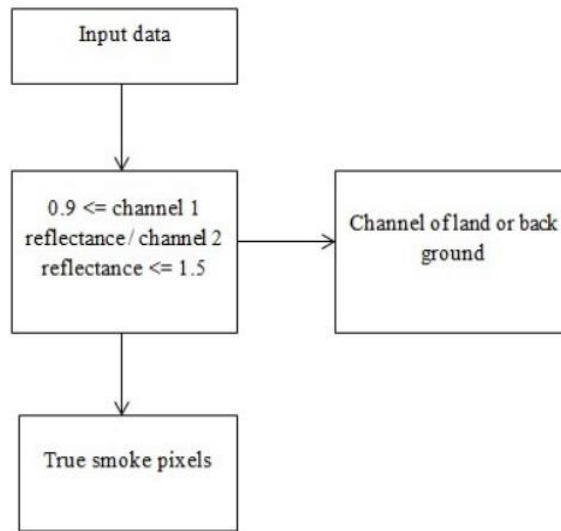 Input data
0.9 <= channel 1
reflectance / channel 2
reflectance <= 1.5
Channel of land or back
ground
True smoke pixels